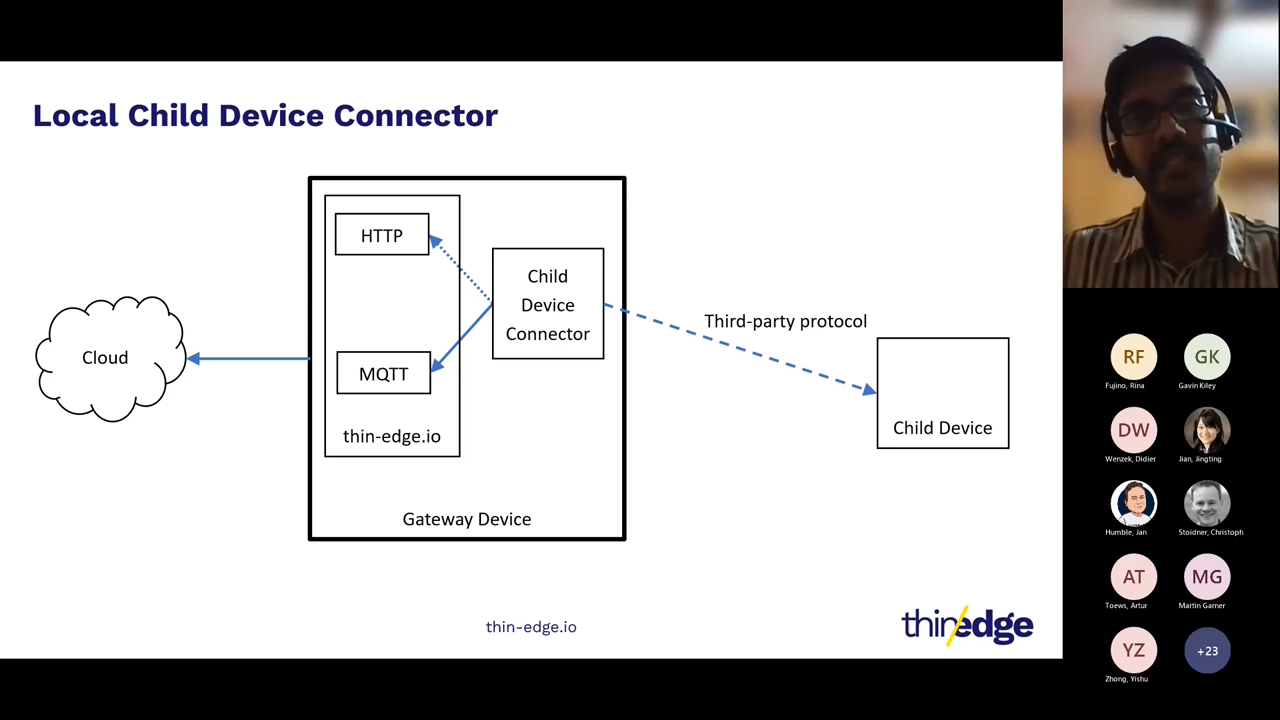 Local Child Device Connector
HTTP
Child
Device
Connector
Third-party protocol
Cloud
MQTT
Child Device
thin-edge.io
Gateway Device
thin-edge.io
thin/edge
RF
Fujino, Rina
GK
Gavin Kiley
DW
Wenzek, Didier
Jian, Jingting
Humble, Jan
Stoidner, Christoph
AT
Toews, Artur
MG
Martin Garner
YZ
Zhong, Yishu
+23